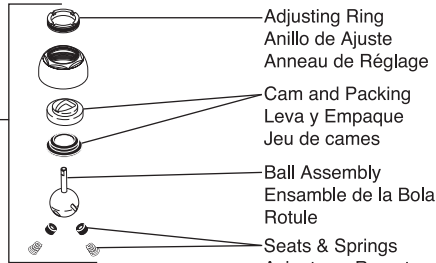 Adjusting Ring
Anillo de Ajuste
Anneau de Réglage
Cam and Packing
Leva y Empaque
Jeu de cames
Ball Assembly
Ensamble de la Bola
Rotule
Seats & Springs